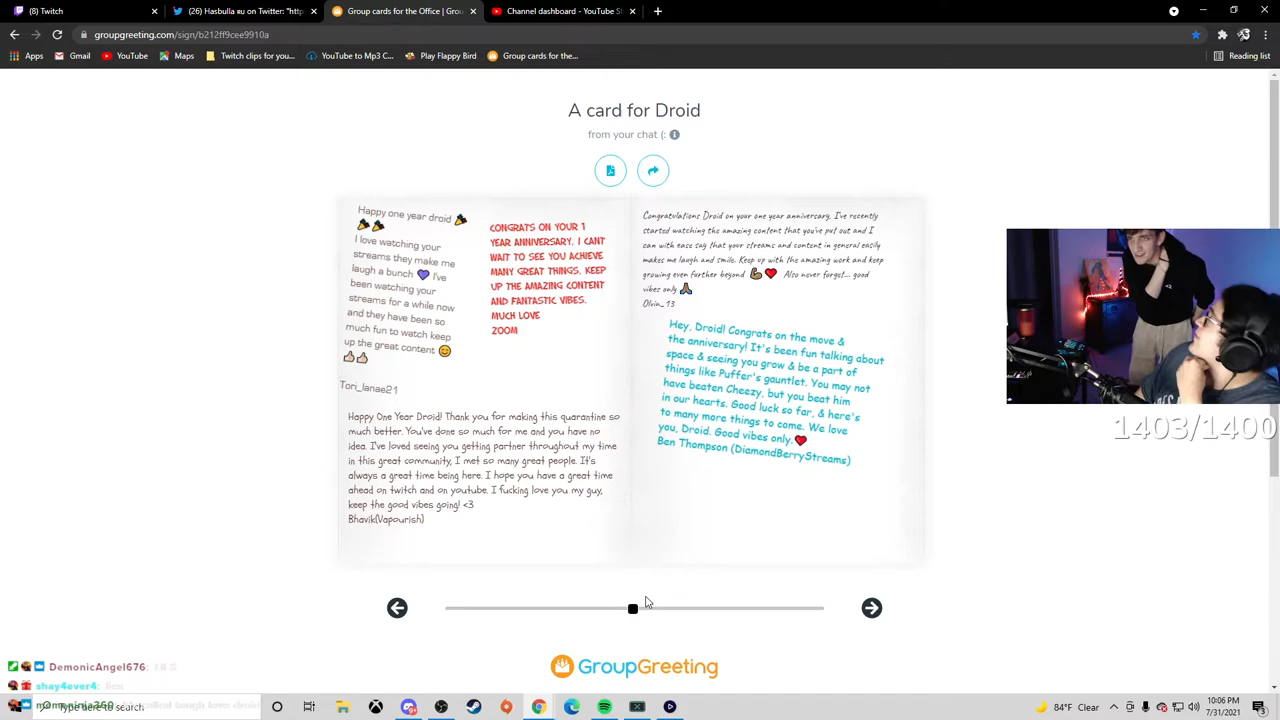 (8) Twitch
(26) Hasbulla au on Twitter: "http
Group cards for the Office | Grou
Channel dashboard - YouTube St
groupgreeting.com/sign/b212ff9cee9910a
Apps
Gmail
YouTube
Maps
Twitch clips for you...
YouTube to Mp3 C...
Play Flappy Bird
Group cards for the...
Reading list
A card for Droid
from your chat (:
Happy one year droid 🎉
🎉🎉
I love watching your
streams they make me
laugh a bunch 💜 I've
been watching your
streams for a while now
and they have been so
much fun to watch keep
up the great content 😊
👍🏻👍🏻
Tori_lanae21
CONGRATS ON YOUR 1
YEAR ANNIVERSARY, I CANT
WAIT TO SEE YOU ACHIEVE
MANY GREAT THINGS. KEEP
UP THE AMAZING CONTENT
AND FANTASTIC VIBES.
MUCH LOVE
ZOOM
Happy One Year Droid! Thank you for making this quarantine so
much better. You've done so much for me and you have no
idea. I've loved seeing you getting partner throughout my time
in this great community, I met so many great people. It's
always a great time being here. I hope you have a great time
ahead on twitch and on youtube. I fucking love you my guy,
keep the good vibes going! <3
Bhavik(Vapourish)
Congratulations Droid on your one year anniversary, I've recently
started watching the amazing content that you've put out and I
can with ease say that your streams and content in general easily
makes me laugh and smile. Keep up with the amazing work and keep
growing even further beyond 💪🏾❤️ Also never forget... good
vibes only 🙏🏾
Olvin_13
Hey, Droid! Congrats on the move &
the anniversary! It's been fun talking about
space & seeing you grow & be a part of
things like Puffer's gauntlet. You may not
have beaten Cheezy, but you beat him
in our hearts. Good luck so far, & here's
to many more things to come. We love
you, Droid. Good vibes only.❤️
Ben Thompson (DiamondBerryStreams)
1403/1400
GroupGreeting
DemonicAngel676:
shay4over4:
Type here to search
84°F Clear
10:06 PM
7/31/2021
3